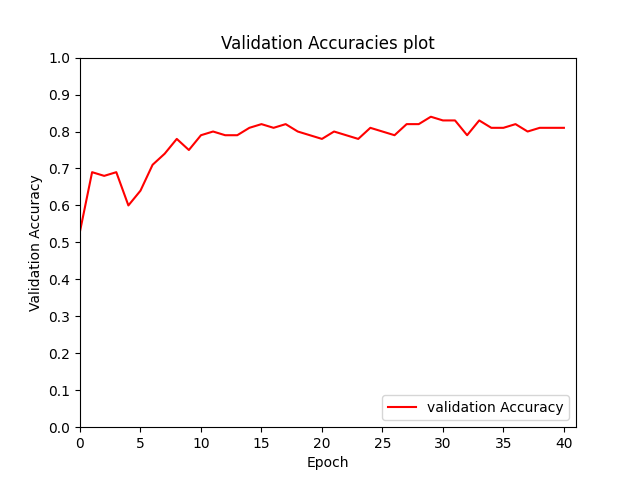 Validation Accuracies plot
1.0
0.9
0.8
0.7
0.6
0.5
0.4
0.3
0.2
0.1
0.0
Validation Accuracy
validation Accuracy
0 5 10 15 20 25 30 35 40
Epoch